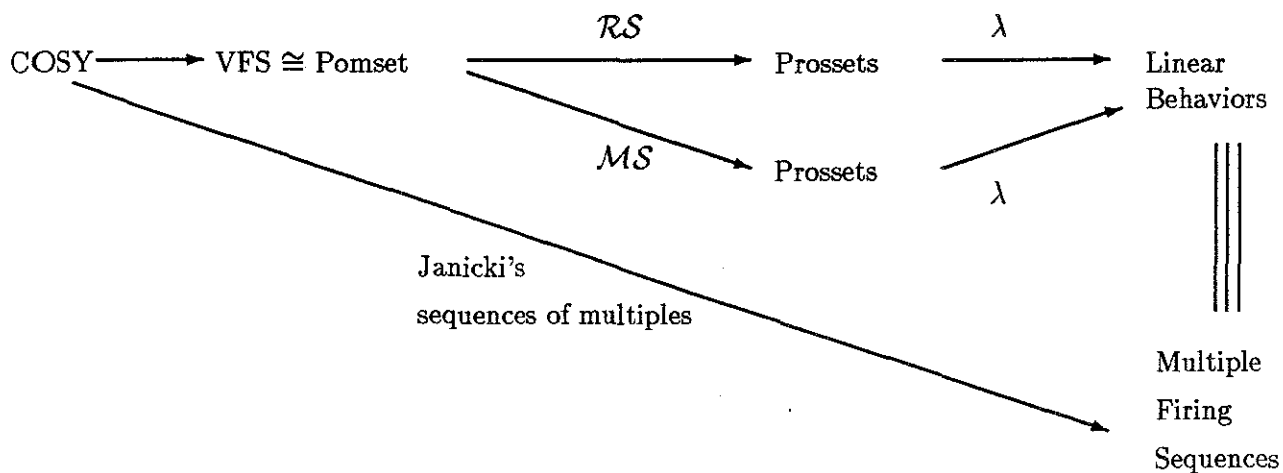 RS
λ
COSY
VFS ≅ Pomset
Prossets
Linear
Behaviors
MS
Prossets
λ
Janicki's
sequences of multiples
Multiple
Firing
Sequences